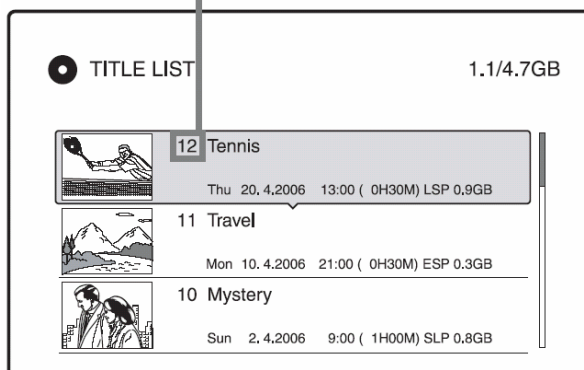 TITLE LIST 1.1/4.7GB
12 Tennis
Thu 20. 4.2006 13:00 ( 0H30M) LSP 0.9GB
11 Travel
Mon 10. 4.2006 21:00 ( 0H30M) ESP 0.3GB
10 Mystery
Sun 2. 4.2006 9:00 ( 1H00M) SLP 0.8GB